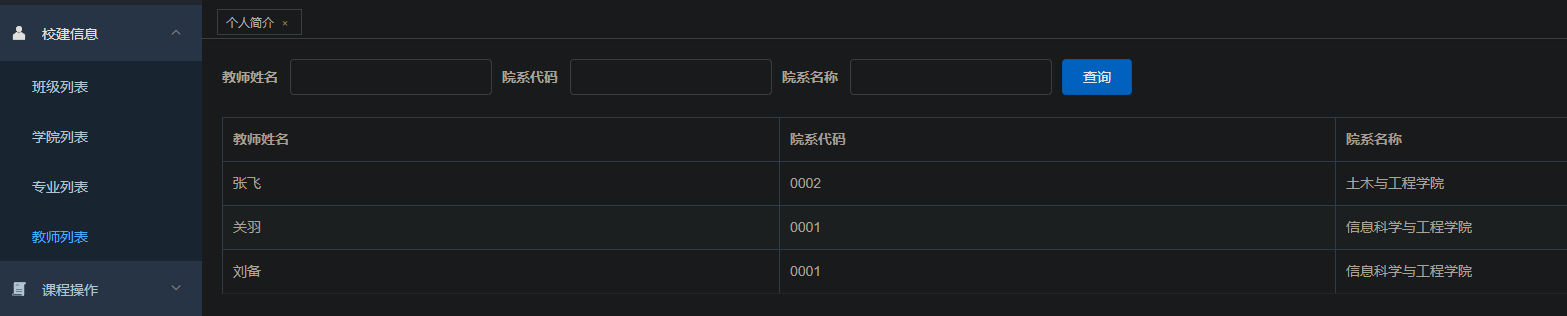 校建信息
班级列表
学院列表
专业列表
教师列表
课程操作
个人简介 ×
教师姓名 院系代码 院系名称 查询
教师姓名 院系代码 院系名称
张飞 0002 土木与工程学院
关羽 0001 信息科学与工程学院
刘备 0001 信息科学与工程学院